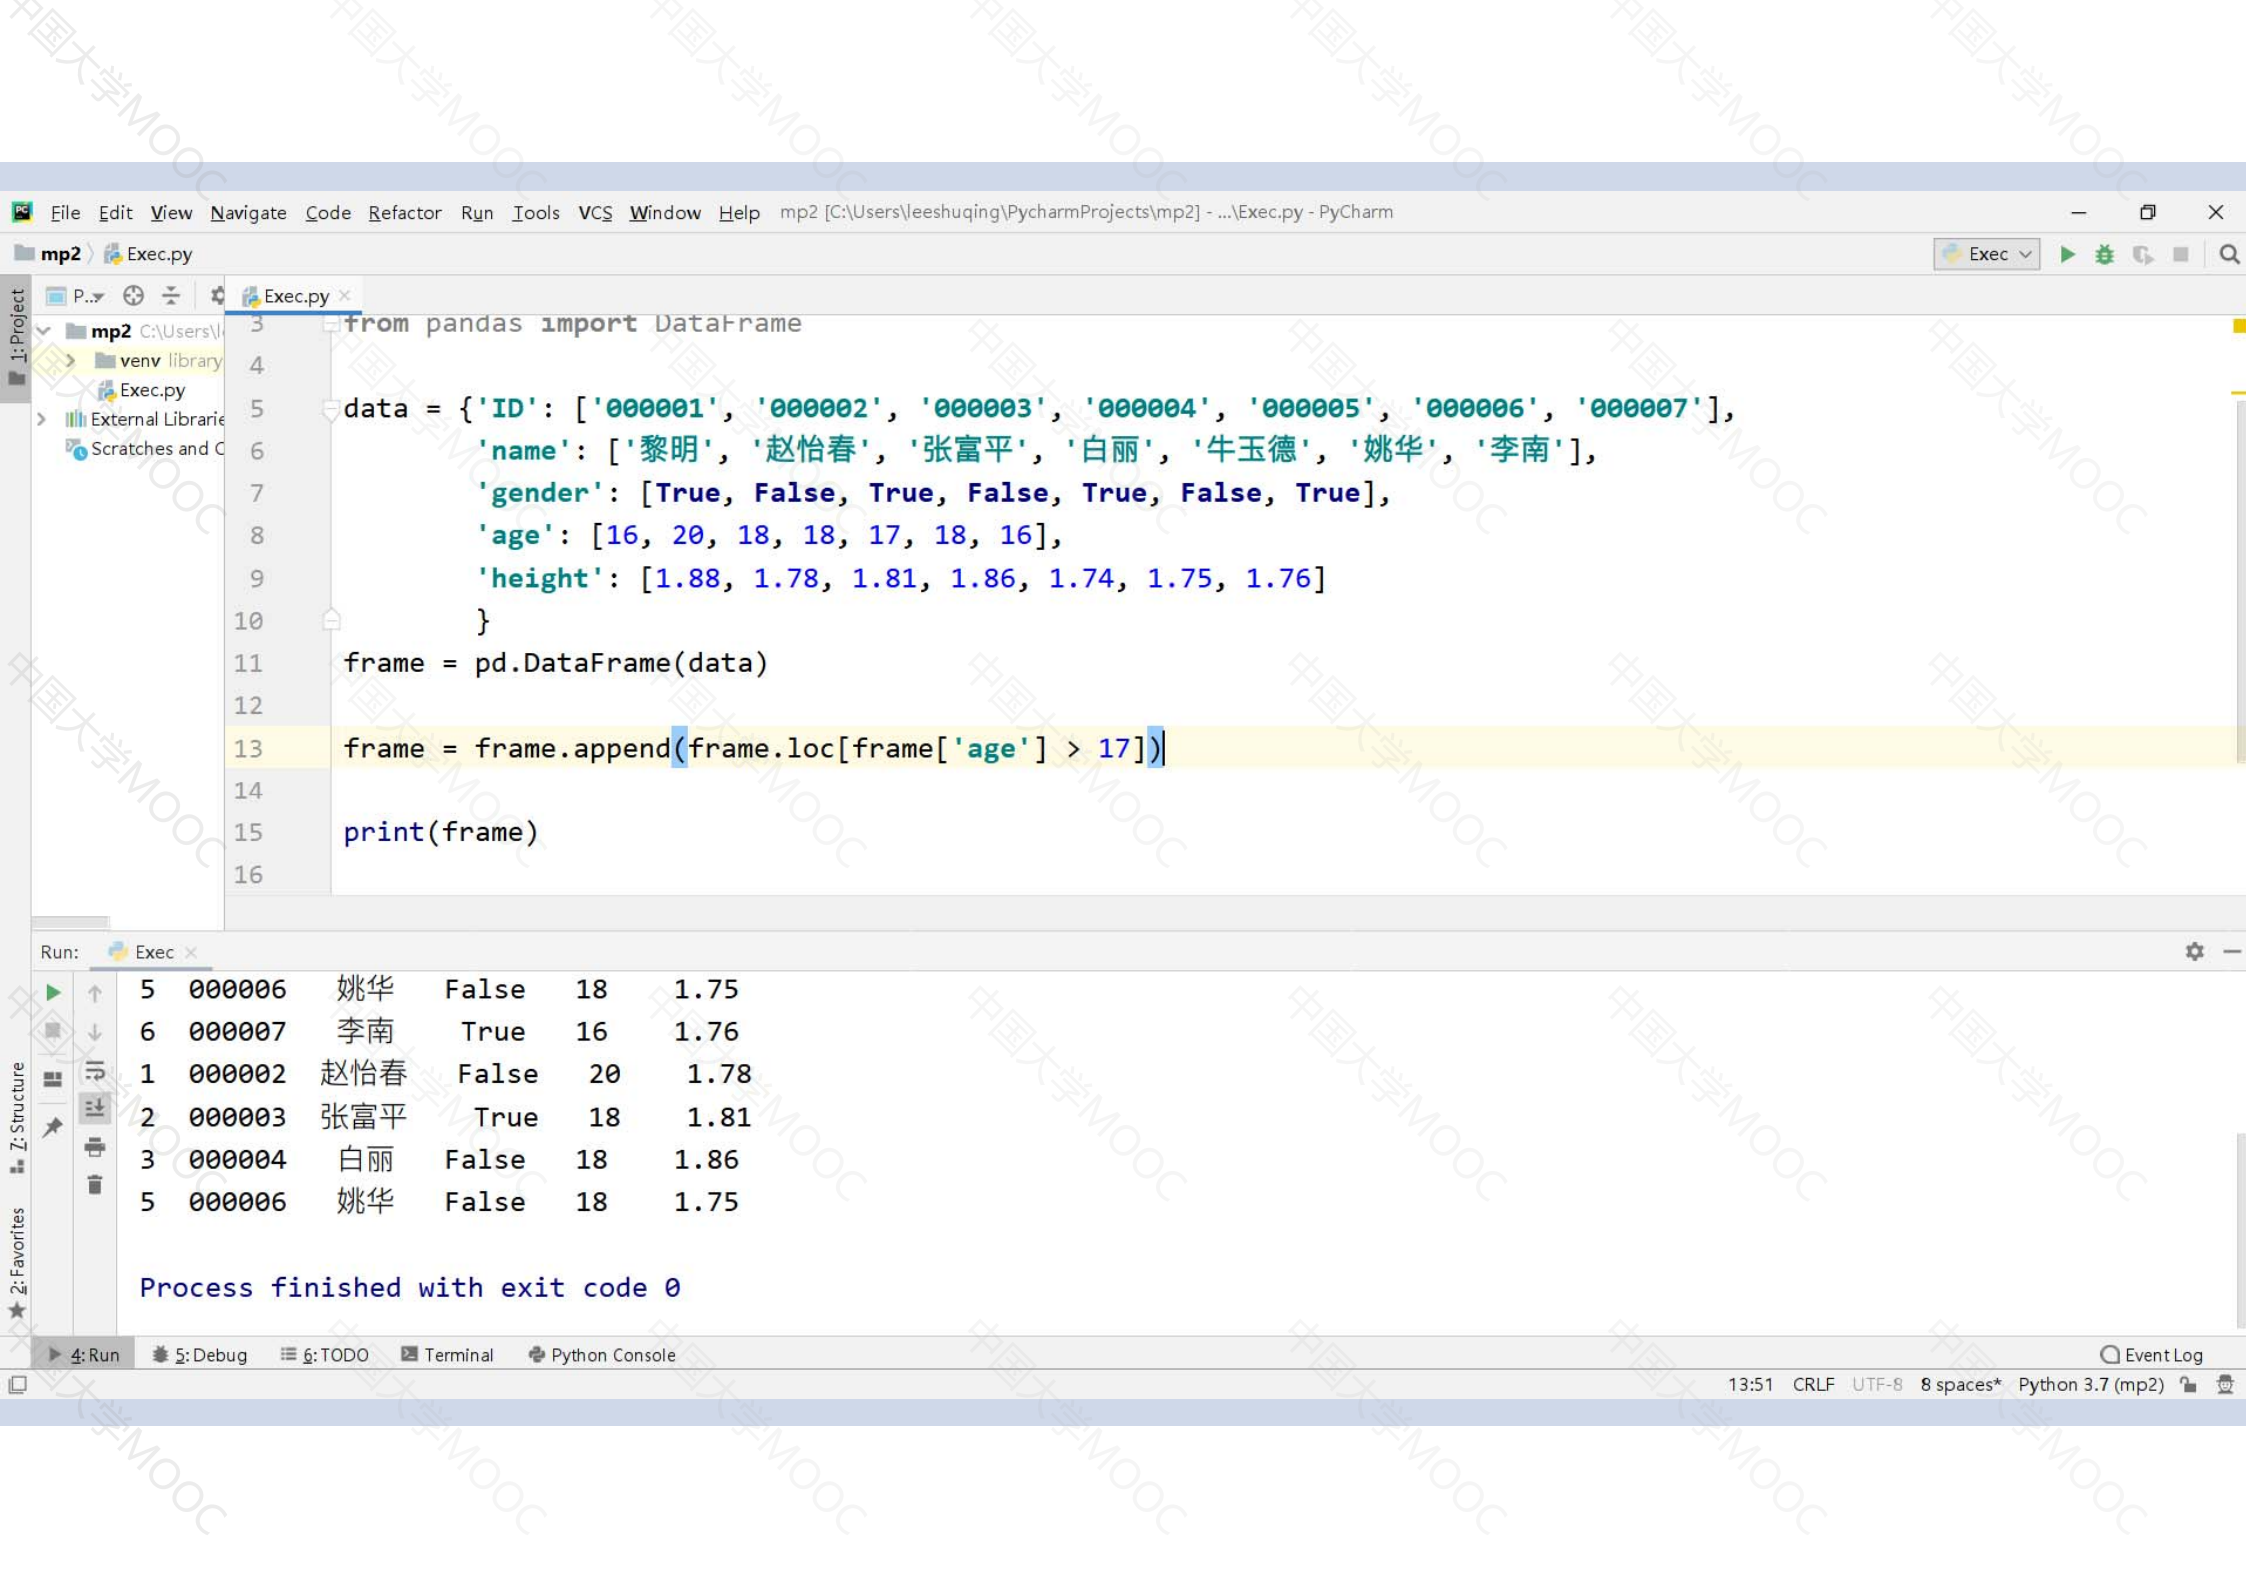 File Edit View Navigate Code Refactor Run Tools VCS Window Help mp2 [C:\Users\leeshuqing\PycharmProjects\mp2] - ...\Exec.py - PyCharm
mp2 Exec.py Exec
1: Project
P.. Exec.py
mp2 C:\Users\l
venv library
Exec.py
External Librarie
Scratches and C
3 from pandas import DataFrame
4
5 data = {'ID': ['000001', '000002', '000003', '000004', '000005', '000006', '000007'],
6 'name': ['黎明', '赵怡春', '张富平', '白丽', '牛玉德', '姚华', '李南'],
7 'gender': [True, False, True, False, True, False, True],
8 'age': [16, 20, 18, 18, 17, 18, 16],
9 'height': [1.88, 1.78, 1.81, 1.86, 1.74, 1.75, 1.76]
10 }
11 frame = pd.DataFrame(data)
12
13 frame = frame.append(frame.loc[frame['age'] > 17])
14
15 print(frame)
16
Run: Exec
5 000006 姚华 False 18 1.75
6 000007 李南 True 16 1.76
1 000002 赵怡春 False 20 1.78
2 000003 张富平 True 18 1.81
3 000004 白丽 False 18 1.86
5 000006 姚华 False 18 1.75
Process finished with exit code 0
Z: Structure
2: Favorites
4: Run 5: Debug 6: TODO Terminal Python Console Event Log
13:51 CRLF UTF-8 8 spaces* Python 3.7 (mp2)
中国大学MOOC